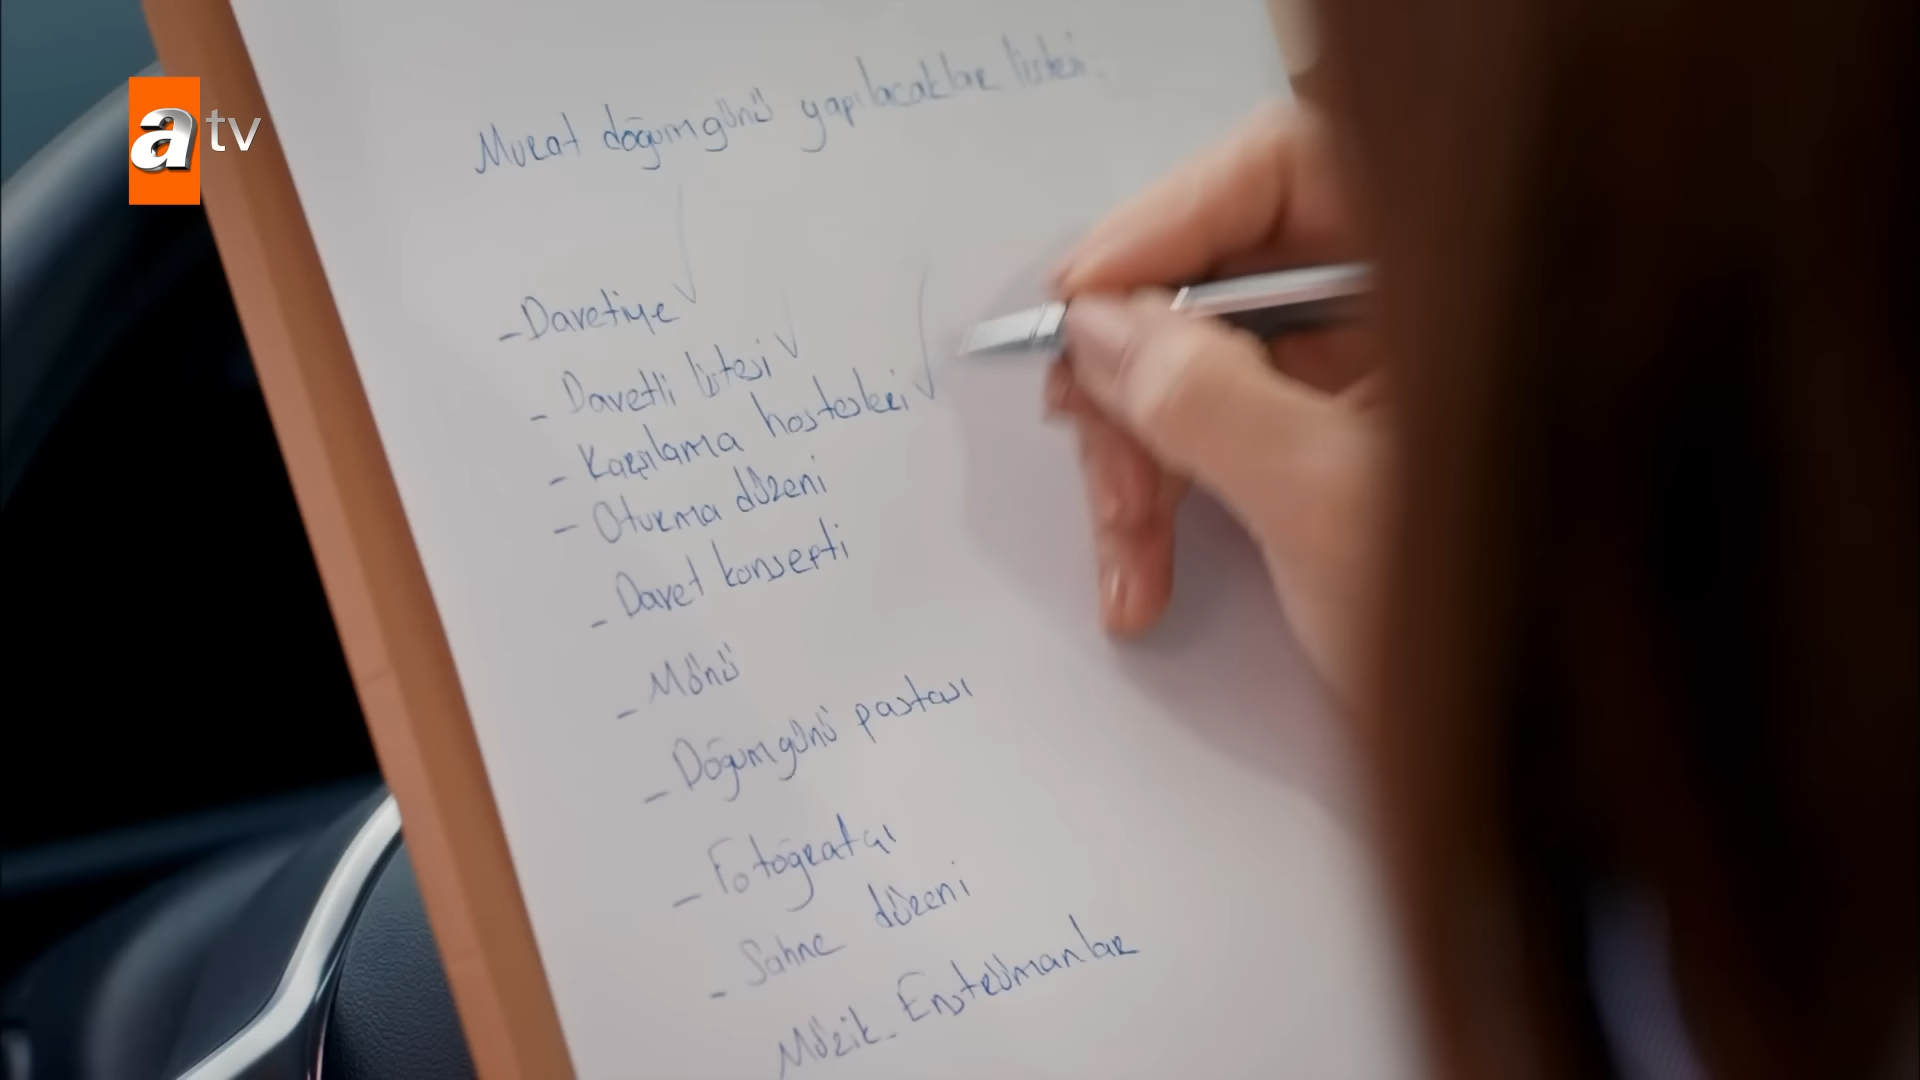 atv
Murat doğumgünü yapılacaklar listesi:
- Davetiye ✓
- Davetli listesi ✓
- Karşılama hostesleri ✓
- Oturma düzeni
- Davet konsepti
- Mönü
- Doğumgünü pastası
- Fotoğrafçı
- Sahne düzeni
Müzik - Enstrümanlar